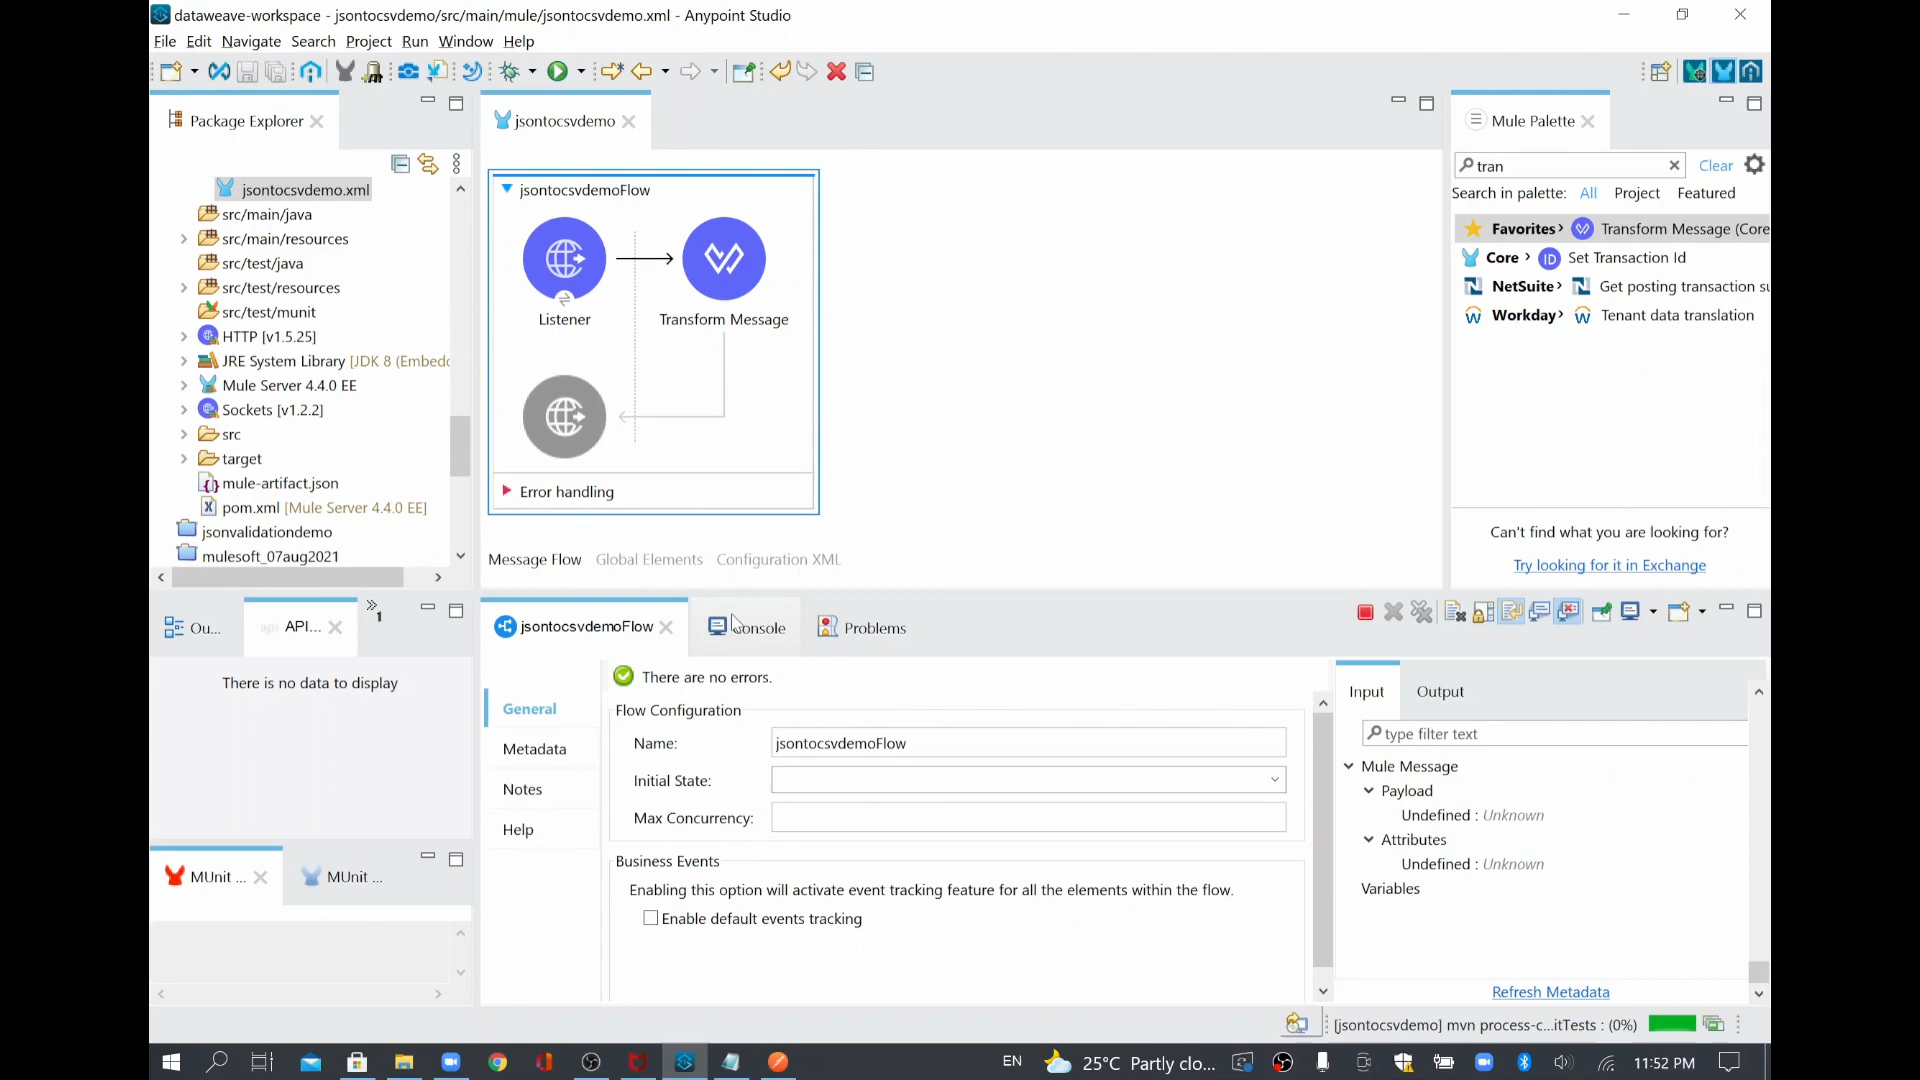 dataweave-workspace - jsontocsvdemo/src/main/mule/jsontocsvdemo.xml - Anypoint Studio
File Edit Navigate Search Project Run Window Help
Package Explorer
jsontocsvdemo.xml
src/main/java
src/main/resources
src/test/java
src/test/resources
src/test/munit
HTTP [v1.5.25]
JRE System Library [JDK 8 (Embedd
Mule Server 4.4.0 EE
Sockets [v1.2.2]
src
target
mule-artifact.json
pom.xml [Mule Server 4.4.0 EE]
jsonvalidationdemo
mulesoft_07aug2021
jsontocsvdemo
jsontocsvdemoFlow
Listener
Transform Message
Error handling
Message Flow Global Elements Configuration XML
Mule Palette
tran
Clear
Search in palette: All Project Featured
Favorites> Transform Message (Core
Core > ID Set Transaction Id
NetSuite> Get posting transaction su
Workday> Tenant data translation
Can't find what you are looking for?
Try looking for it in Exchange
Ou...
api API...
1
There is no data to display
MUnit ...
MUnit ...
jsontocsvdemoFlow
Console
Problems
There are no errors.
General
Metadata
Notes
Help
Flow Configuration
Name: jsontocsvdemoFlow
Initial State:
Max Concurrency:
Business Events
Enabling this option will activate event tracking feature for all the elements within the flow.
Enable default events tracking
Input Output
type filter text
Mule Message
Payload
Undefined : Unknown
Attributes
Undefined : Unknown
Variables
Refresh Metadata
[jsontocsvdemo] mvn process-c...itTests : (0%)
EN
25°C Partly clo...
11:52 PM